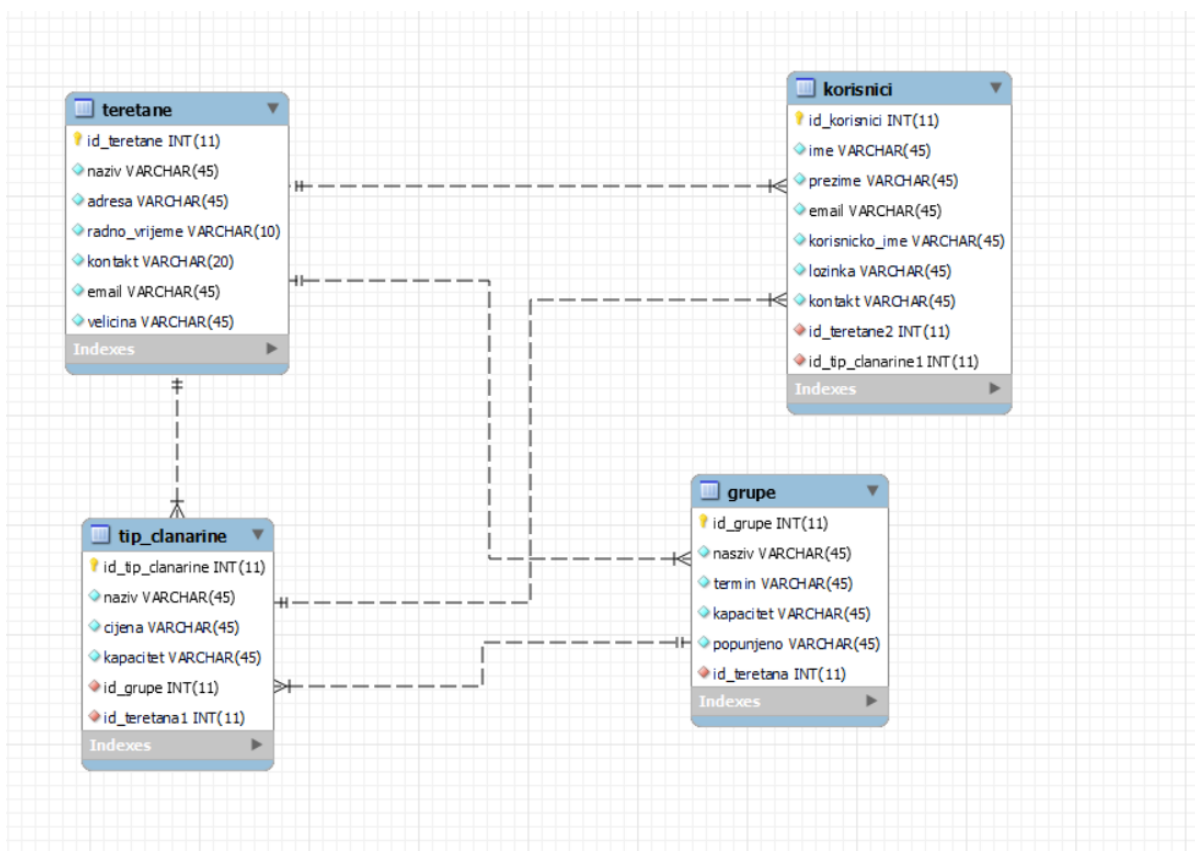 teretane
id_teretane INT(11)
naziv VARCHAR(45)
adresa VARCHAR(45)
radno_vrijeme VARCHAR(10)
kontakt VARCHAR(20)
email VARCHAR(45)
velicina VARCHAR(45)
Indexes
korisnici
id_korisnici INT(11)
ime VARCHAR(45)
prezime VARCHAR(45)
email VARCHAR(45)
korisnicko_ime VARCHAR(45)
lozinka VARCHAR(45)
kontakt VARCHAR(45)
id_teretane2 INT(11)
id_tip_clanarine1 INT(11)
Indexes
tip_clanarine
id_tip_clanarine INT(11)
naziv VARCHAR(45)
cijena VARCHAR(45)
kapacitet VARCHAR(45)
id_grupe INT(11)
id_teretana1 INT(11)
Indexes
grupe
id_grupe INT(11)
nasziv VARCHAR(45)
termin VARCHAR(45)
kapacitet VARCHAR(45)
popunjeno VARCHAR(45)
id_teretana INT(11)
Indexes